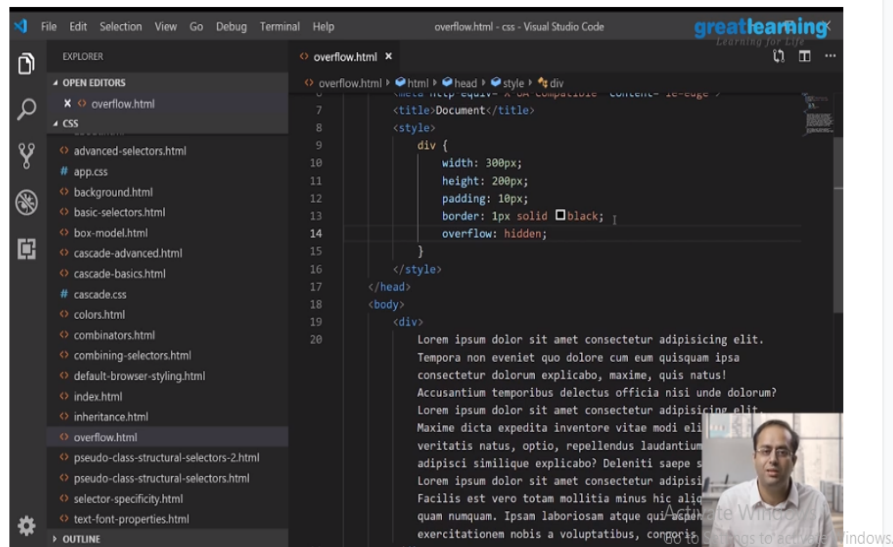 File Edit Selection View Go Debug Terminal Help
overflow.html - css - Visual Studio Code
greatlearning
Learning for Life
EXPLORER
OPEN EDITORS
X overflow.html
CSS
advanced-selectors.html
app.css
background.html
basic-selectors.html
box-model.html
cascade-advanced.html
cascade-basics.html
cascade.css
colors.html
combinators.html
combining-selectors.html
default-browser-styling.html
index.html
inheritance.html
overflow.html
pseudo-class-structural-selectors-2.html
pseudo-class-structural-selectors.html
selector-specificity.html
text-font-properties.html
OUTLINE
overflow.html
overflow.html html head style div
7 <title>Document</title>
8 <style>
9 div {
10 width: 300px;
11 height: 200px;
12 padding: 10px;
13 border: 1px solid black;
14 overflow: hidden;
15 }
16 </style>
17 </head>
18 <body>
19 <div>
20 Lorem ipsum dolor sit amet consectetur adipisicing elit.
Tempora non eveniet quo dolore cum eum quisquam ipsa
consectetur dolorum explicabo, maxime, quis natus!
Accusantium temporibus delectus officia nisi unde dolorum?
Lorem ipsum dolor sit amet consectetur adipisicing elit.
Maxime dicta expedita inventore vitae modi eli
veritatis natus, optio, repellendus laudantium
adipisci similique explicabo? Deleniti saepe s
Lorem ipsum dolor sit amet consectetur adipisi
Facilis est vero totam mollitia minus hic aliq
quam numquam. Ipsam laboriosam atque qui asper
exercitationem nobis a voluptatibus, corporis
Activate Windows
Go to Settings to activate Windows.